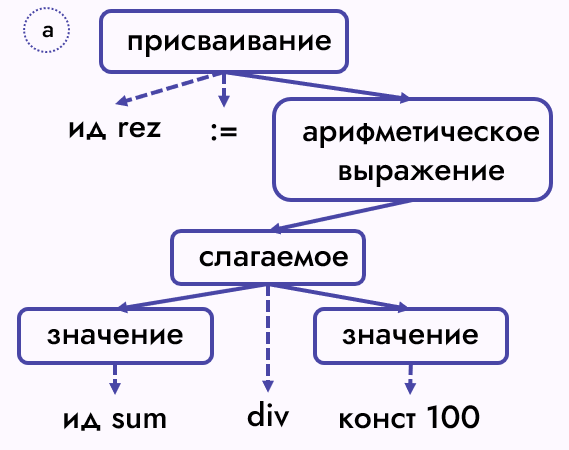 а
присваивание
ид rez
:=
арифметическое
выражение
слагаемое
значение
значение
ид sum
div
конст 100